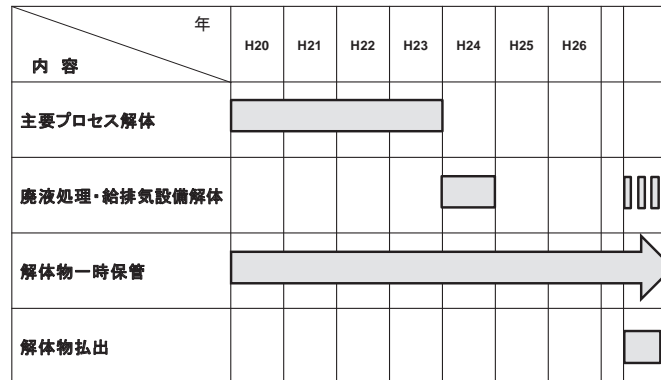 年
内 容
H20 H21 H22 H23 H24 H25 H26
主要プロセス解体
廃液処理・給排気設備解体
解体物一時保管
解体物払出